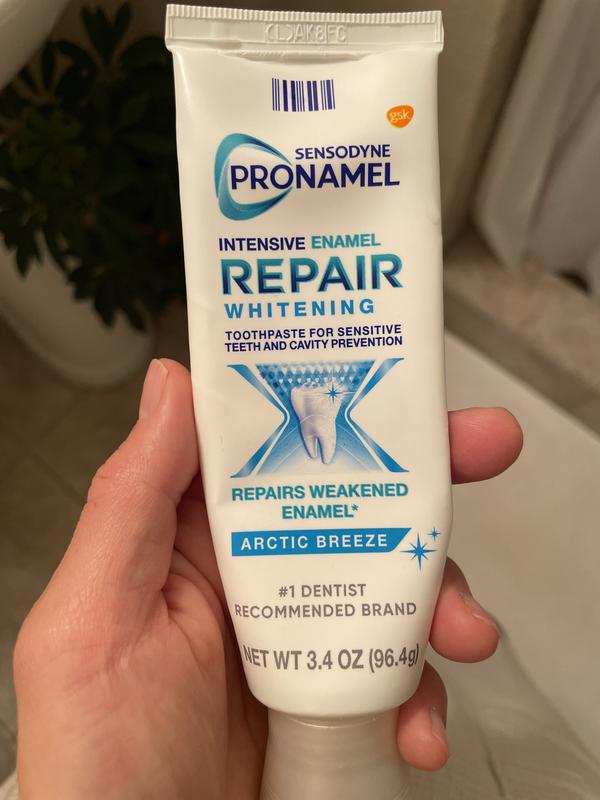 gsk
SENSODYNE
PRONAMEL
INTENSIVE ENAMEL
REPAIR
WHITENING
TOOTHPASTE FOR SENSITIVE
TEETH AND CAVITY PREVENTION
REPAIRS WEAKENED
ENAMEL*
ARCTIC BREEZE
#1 DENTIST
RECOMMENDED BRAND
NET WT 3.4 OZ (96.4g)